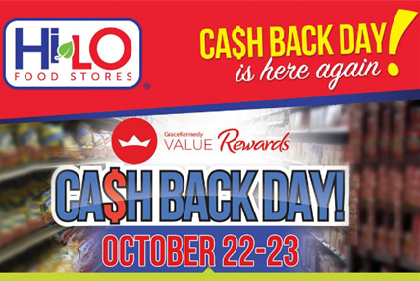 Hi LO
FOOD STORES
®
CA$H BACK DAY!
is here again
GraceKennedy
VALUE Rewards
CA$H BACK DAY!
OCTOBER 22-23